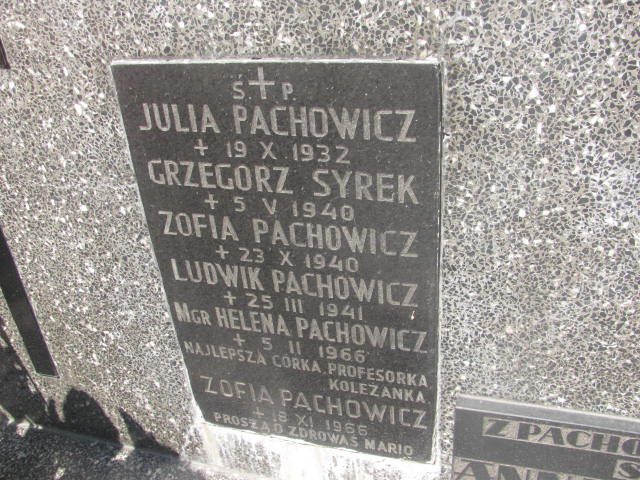 Ś.+P.
JULIA PACHOWICZ
+ 19 X 1932
GRZEGORZ SYREK
+ 5 V 1940
ZOFIA PACHOWICZ
+ 23 X 1940
LUDWIK PACHOWICZ
+ 25 III 1941
MGR HELENA PACHOWICZ
+ 5 II 1966
NAJLEPSZA CÓRKA, PROFESORKA
KOLEŻANKA
ZOFIA PACHOWICZ
+ 18 XI 1966
PROSZĄ O ZDROWAŚ MARIO
Z PACHO